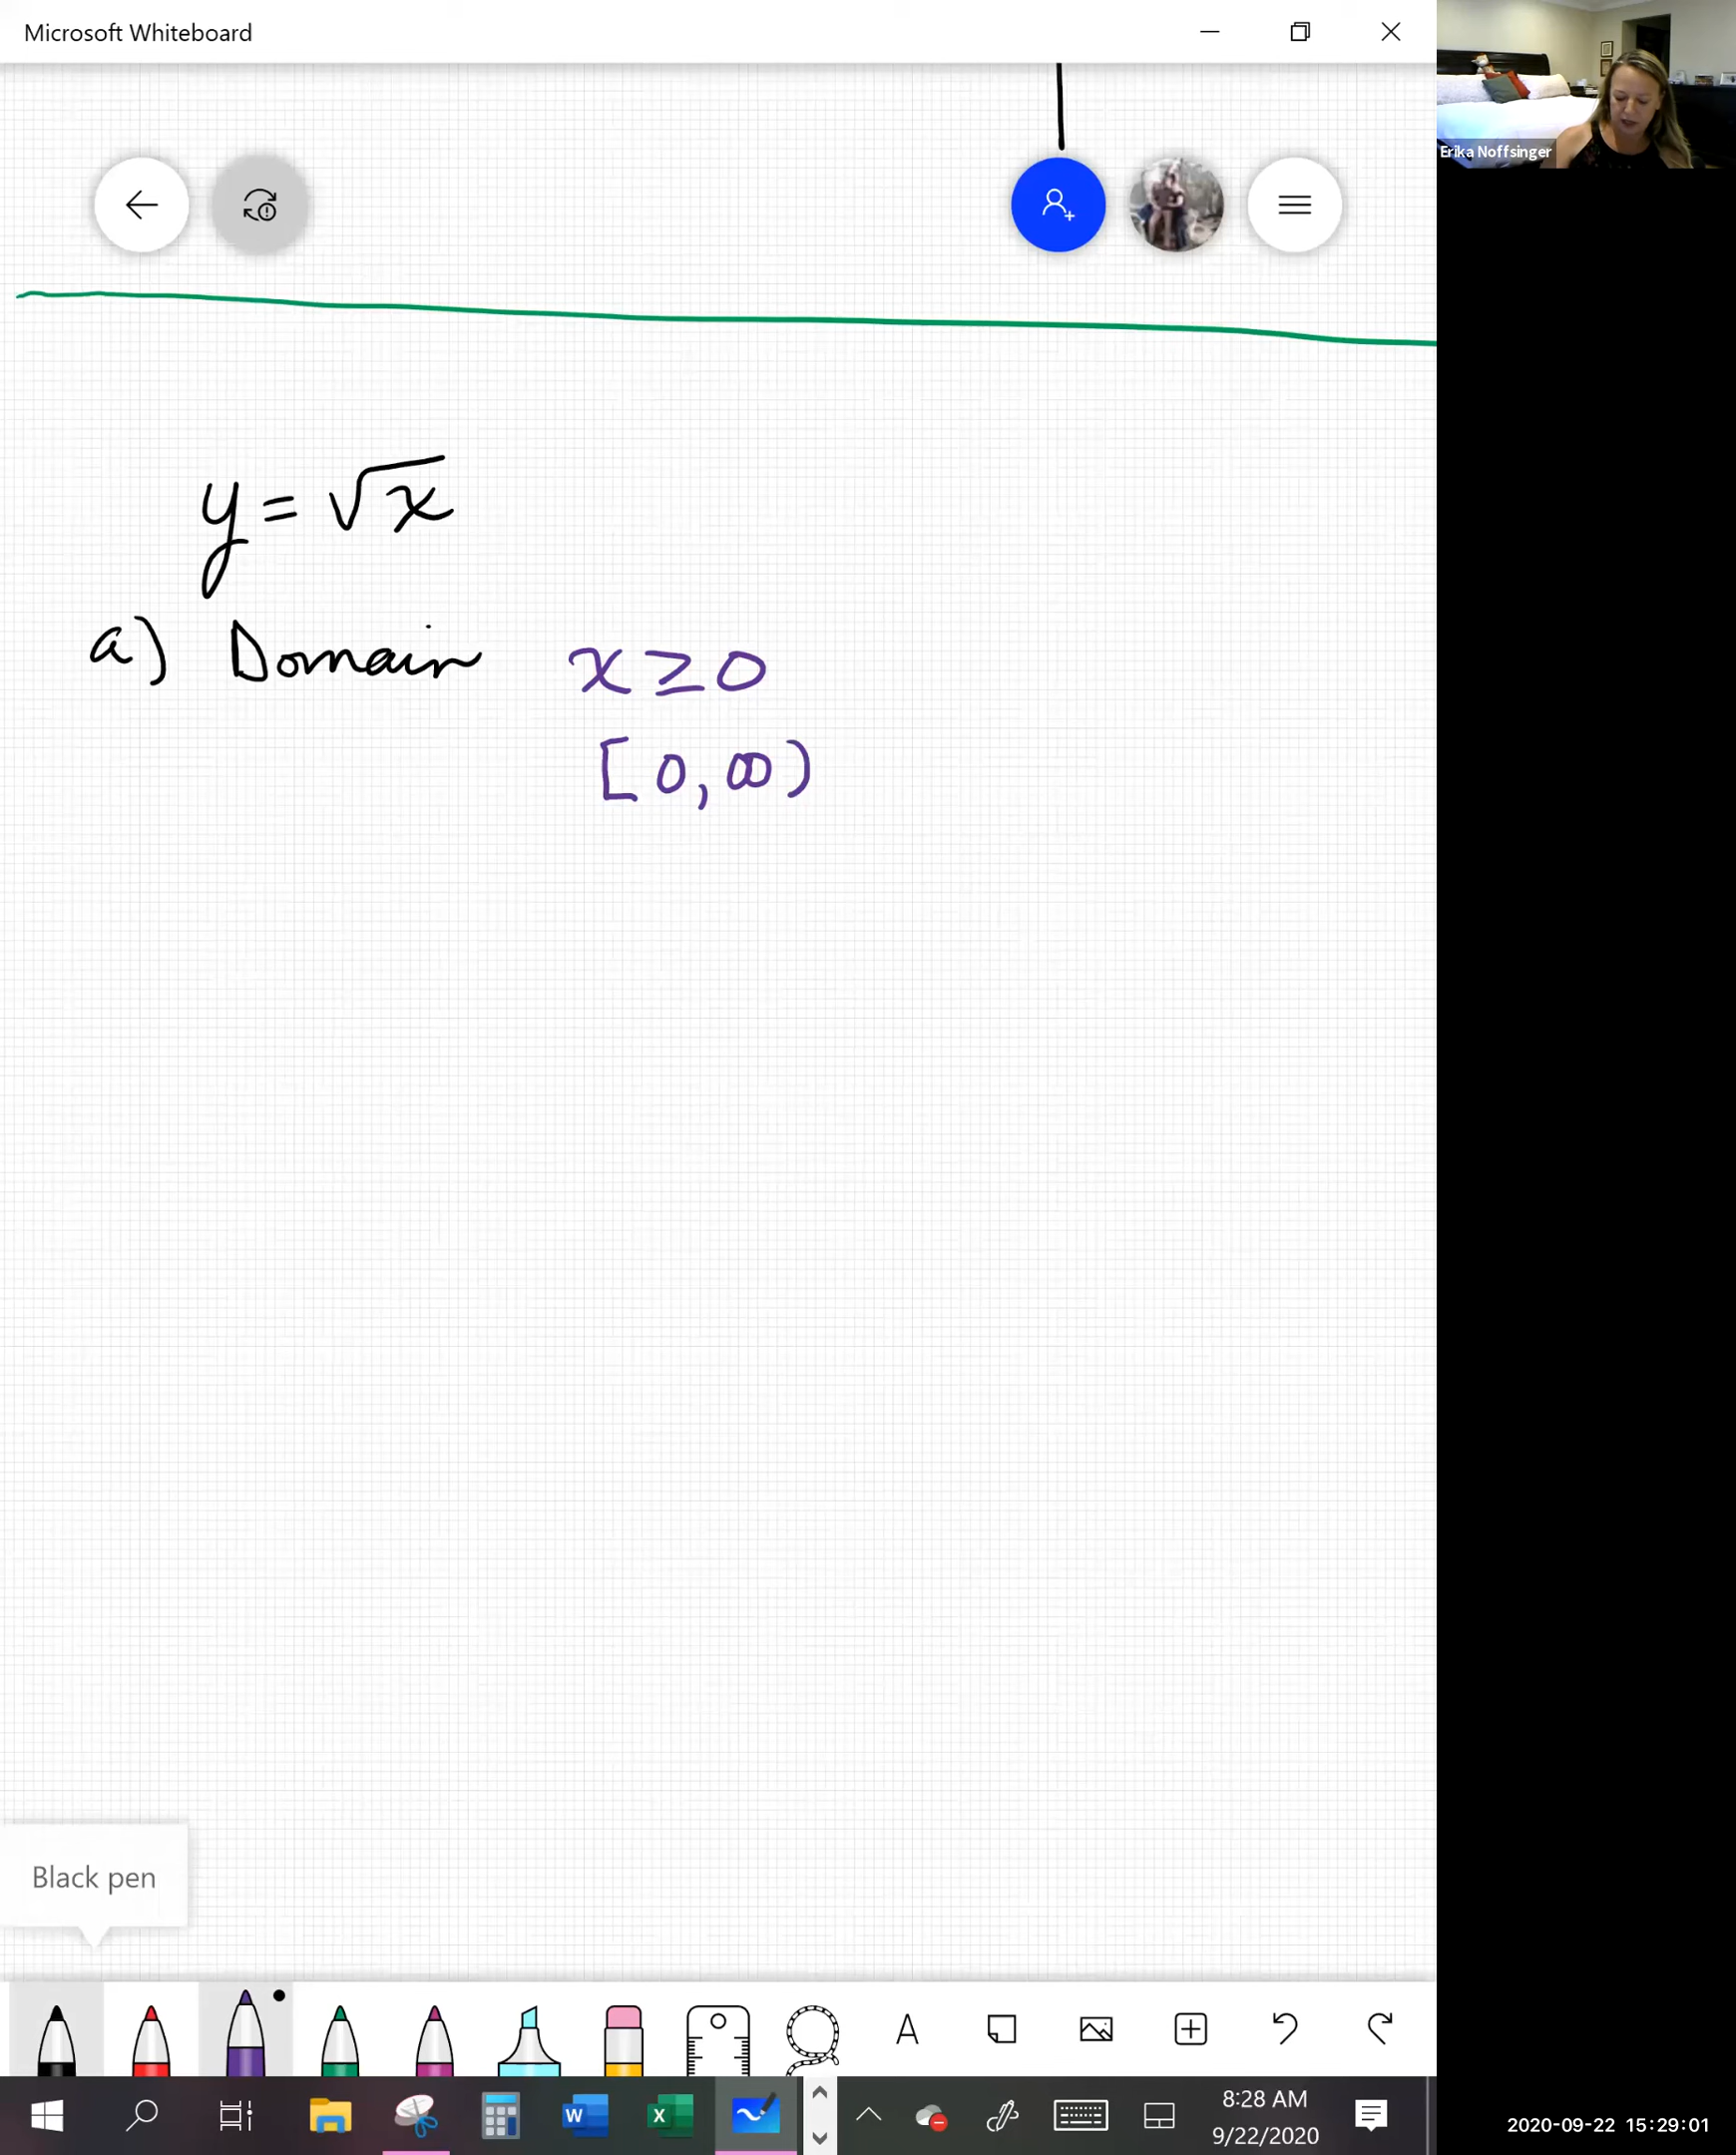 Microsoft Whiteboard
Erika Noffsinger
y = √x
a) Domain x ≥ 0
[0, ∞)
Black pen
A
W
X
8:28 AM
9/22/2020
2020-09-22 15:29:01